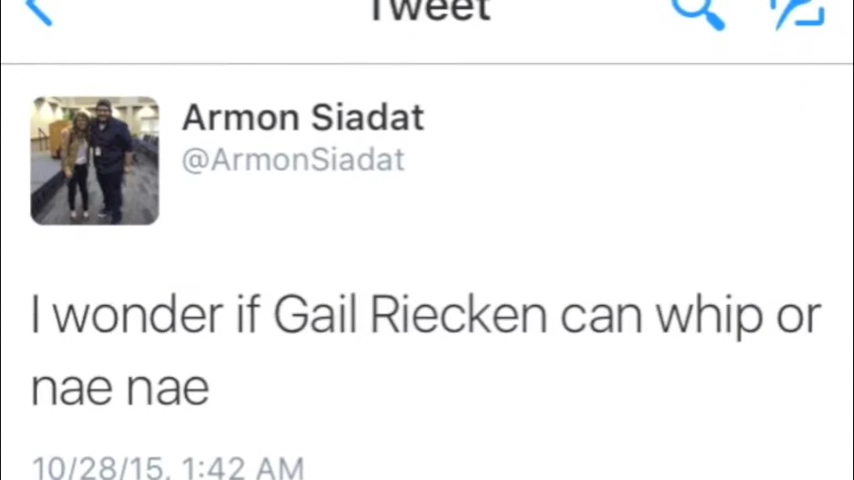 Tweet
Armon Siadat
@ArmonSiadat
I wonder if Gail Riecken can whip or
nae nae
10/28/15, 1:42 AM